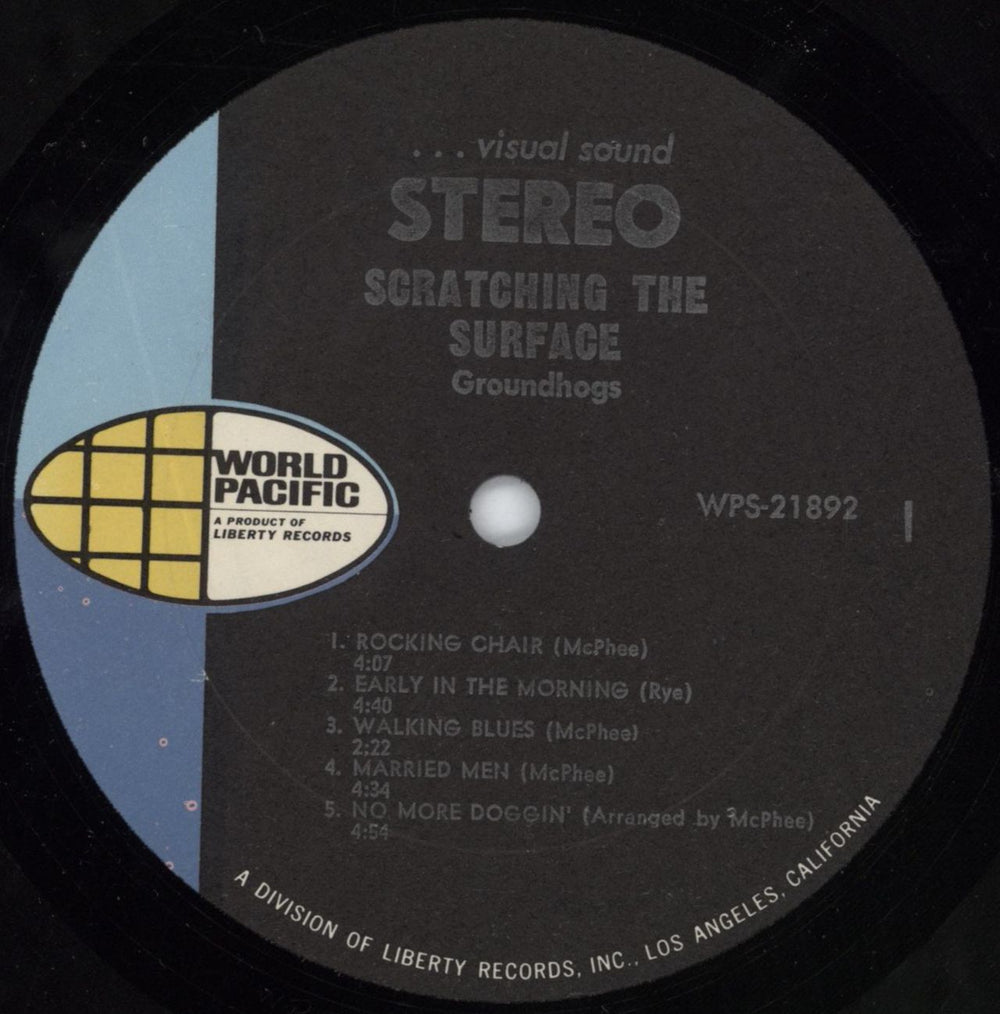 . . . visual sound
STEREO
SCRATCHING THE
SURFACE
Groundhogs
WORLD
PACIFIC
A PRODUCT OF
LIBERTY RECORDS
WPS-21892 1
1. ROCKING CHAIR (McPhee)
4:07
2. EARLY IN THE MORNING (Rye)
4:40
3. WALKING BLUES (McPhee)
2:22
4. MARRIED MEN (McPhee)
4:34
5. NO MORE DOGGIN' (Arranged by McPhee)
4:54
A DIVISION OF LIBERTY RECORDS, INC., LOS ANGELES, CALIFORNIA